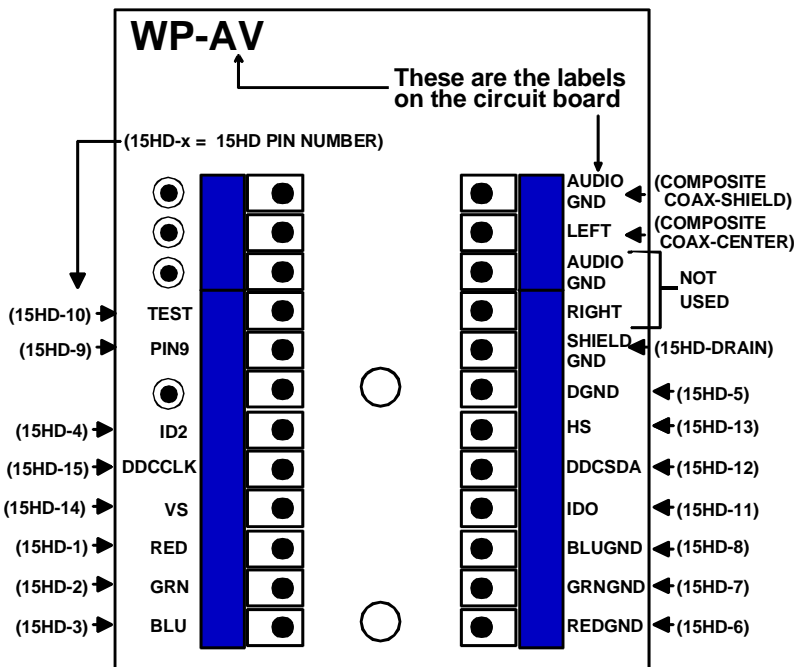 WP-AV
These are the labels
on the circuit board
(15HD-x = 15HD PIN NUMBER)
AUDIO
GND
(COMPOSITE
COAX-SHIELD)
LEFT
(COMPOSITE
COAX-CENTER)
AUDIO
GND
NOT
USED
(15HD-10)
TEST
RIGHT
(15HD-9)
PIN9
SHIELD
GND
(15HD-DRAIN)
DGND
(15HD-5)
(15HD-4)
ID2
HS
(15HD-13)
(15HD-15)
DDCCLK
DDCSDA
(15HD-12)
(15HD-14)
VS
IDO
(15HD-11)
(15HD-1)
RED
BLUGND
(15HD-8)
(15HD-2)
GRN
GRNGND
(15HD-7)
(15HD-3)
BLU
REDGND
(15HD-6)